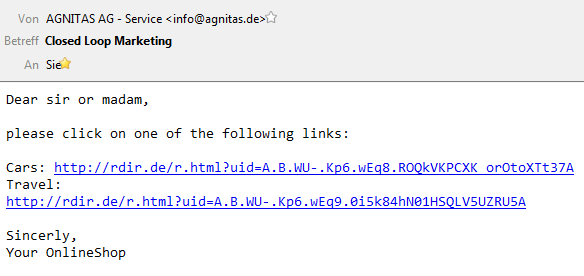 Von AGNITAS AG - Service <info@agnitas.de>
Betreff Closed Loop Marketing
An Sie
Dear sir or madam,
please click on one of the following links:
Cars: http://rdir.de/r.html?uid=A.B.WU-.Kp6.wEq8.ROQkVKPCXK_orOtoXTt37A
Travel:
http://rdir.de/r.html?uid=A.B.WU-.Kp6.wEq9.0i5k84hN01HSQLV5UZRU5A
Sincerly,
Your OnlineShop